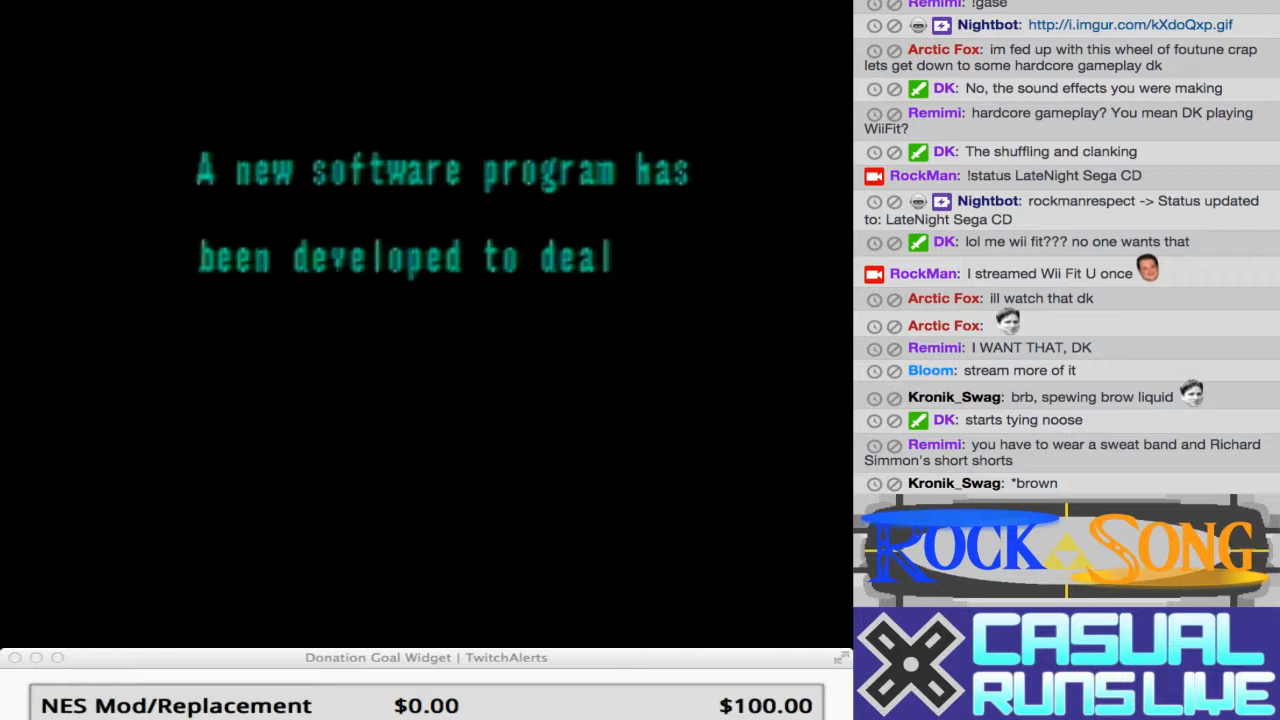 A new software program has
been developed to deal
Remimi: !gase
Nightbot: http://i.imgur.com/kXdoQxp.gif
Arctic Fox: im fed up with this wheel of foutune crap
lets get down to some hardcore gameplay dk
DK: No, the sound effects you were making
Remimi: hardcore gameplay? You mean DK playing
WiiFit?
DK: The shuffling and clanking
RockMan: !status LateNight Sega CD
Nightbot: rockmanrespect -> Status updated
to: LateNight Sega CD
DK: lol me wii fit??? no one wants that
RockMan: I streamed Wii Fit U once
Arctic Fox: ill watch that dk
Arctic Fox:
Remimi: I WANT THAT, DK
Bloom: stream more of it
Kronik_Swag: brb, spewing brow liquid
DK: starts tying noose
Remimi: you have to wear a sweat band and Richard
Simmon's short shorts
Kronik_Swag: *brown
ROCK SONG
CASUAL
RUNS LIVE
Donation Goal Widget | TwitchAlerts
NES Mod/Replacement $0.00 $100.00